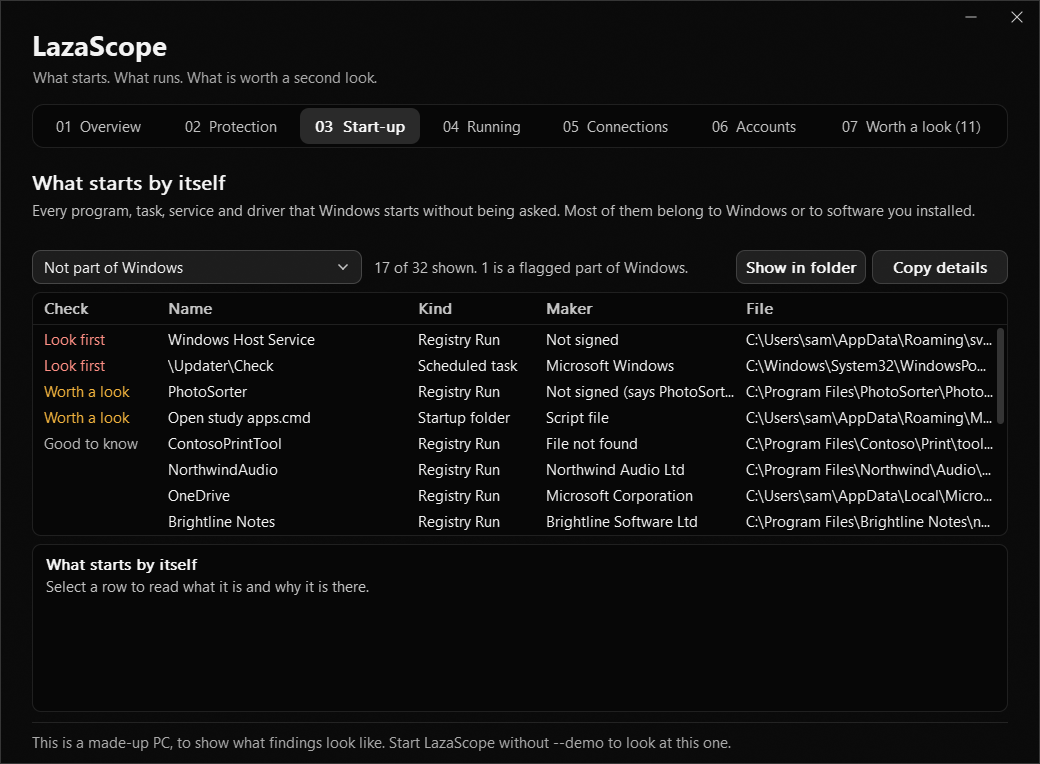 LazaScope
What starts. What runs. What is worth a second look.
01 Overview 02 Protection 03 Start-up 04 Running 05 Connections 06 Accounts 07 Worth a look (11)
What starts by itself
Every program, task, service and driver that Windows starts without being asked. Most of them belong to Windows or to software you installed.
Not part of Windows 17 of 32 shown. 1 is a flagged part of Windows. Show in folder Copy details
Check Name Kind Maker File
Look first Windows Host Service Registry Run Not signed C:\Users\sam\AppData\Roaming\sv...
Look first \Updater\Check Scheduled task Microsoft Windows C:\Windows\System32\WindowsPo...
Worth a look PhotoSorter Registry Run Not signed (says PhotoSort... C:\Program Files\PhotoSorter\Photo...
Worth a look Open study apps.cmd Startup folder Script file C:\Users\sam\AppData\Roaming\M...
Good to know ContosoPrintTool Registry Run File not found C:\Program Files\Contoso\Print\tool...
NorthwindAudio Registry Run Northwind Audio Ltd C:\Program Files\Northwind\Audio\...
OneDrive Registry Run Microsoft Corporation C:\Users\sam\AppData\Local\Micro...
Brightline Notes Registry Run Brightline Software Ltd C:\Program Files\Brightline Notes\n...
What starts by itself
Select a row to read what it is and why it is there.
This is a made-up PC, to show what findings look like. Start LazaScope without --demo to look at this one.